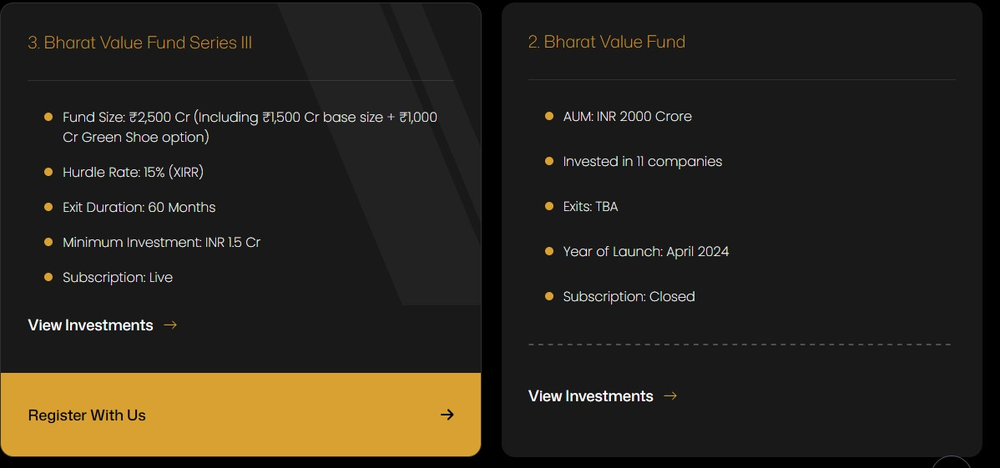 3. Bharat Value Fund Series III
Fund Size: ₹2,500 Cr (Including ₹1,500 Cr base size + ₹1,000
Cr Green Shoe option)
Hurdle Rate: 15% (XIRR)
Exit Duration: 60 Months
Minimum Investment: INR 1.5 Cr
Subscription: Live
View Investments →
Register With Us →
2. Bharat Value Fund
AUM: INR 2000 Crore
Invested in 11 companies
Exits: TBA
Year of Launch: April 2024
Subscription: Closed
View Investments →